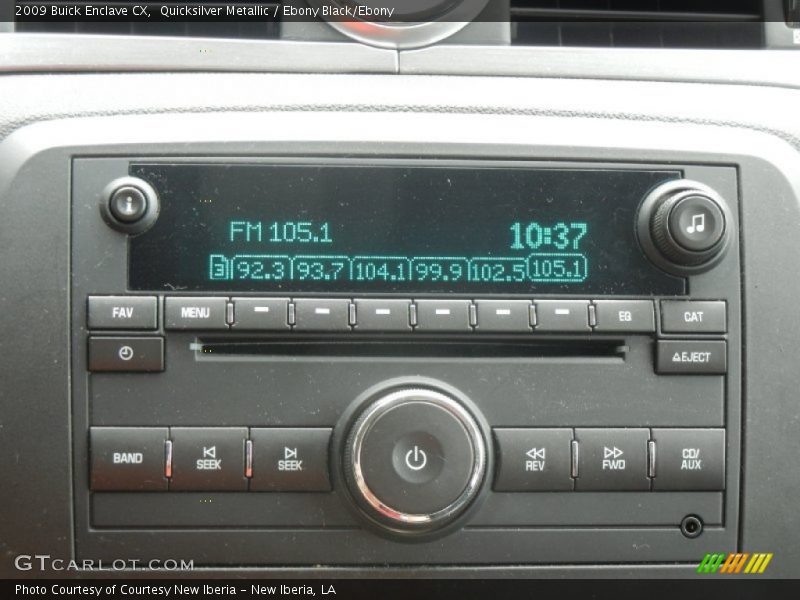 2009 Buick Enclave CX, Quicksilver Metallic / Ebony Black/Ebony
i
FM 105.1
10:37
92.3 93.7 104.1 99.9 102.5 105.1
FAV
MENU
EQ
CAT
EJECT
BAND
SEEK
SEEK
REV
FWD
CD/
AUX
GTCARLOT.COM
Photo Courtesy of Courtesy New Iberia - New Iberia, LA